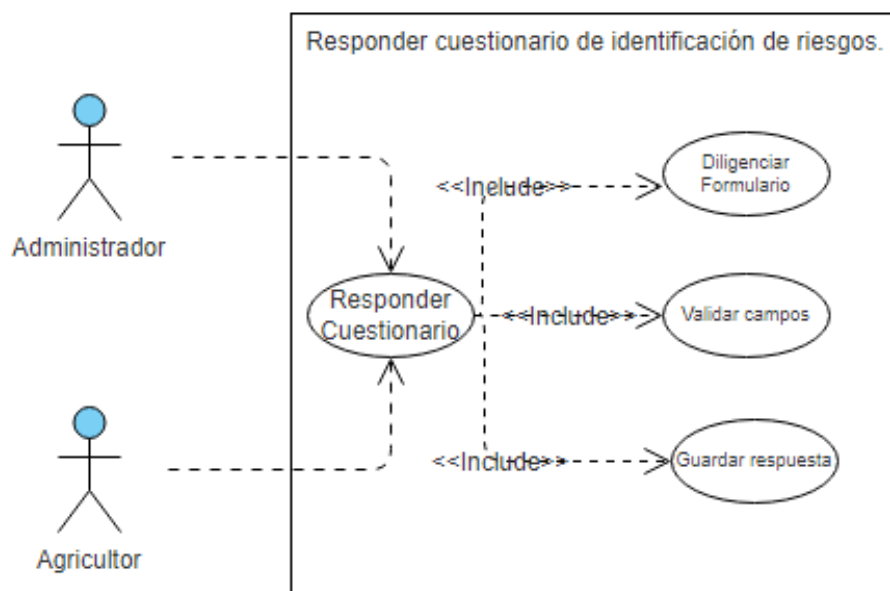 Responder cuestionario de identificación de riesgos.
Administrador
Agricultor
Responder
Cuestionario
<<Include>>
Diligenciar
Formulario
<<Include>>
Validar campos
<<Include>>
Guardar respuesta